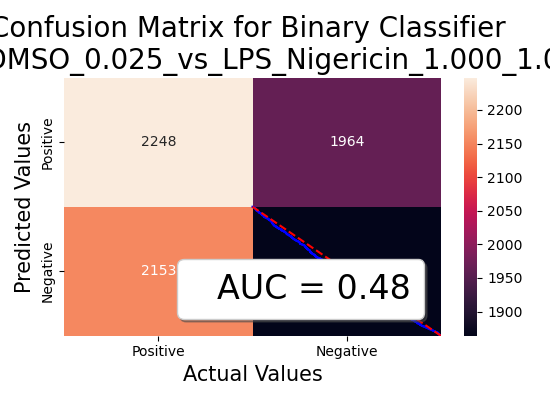 Confusion Matrix for Binary Classifier
DMSO_0.025_vs_LPS_Nigericin_1.000_1.0
Predicted Values
Positive
Negative
2248
1964
2153
AUC = 0.48
Positive
Negative
Actual Values
2200
2150
2100
2050
2000
1950
1900